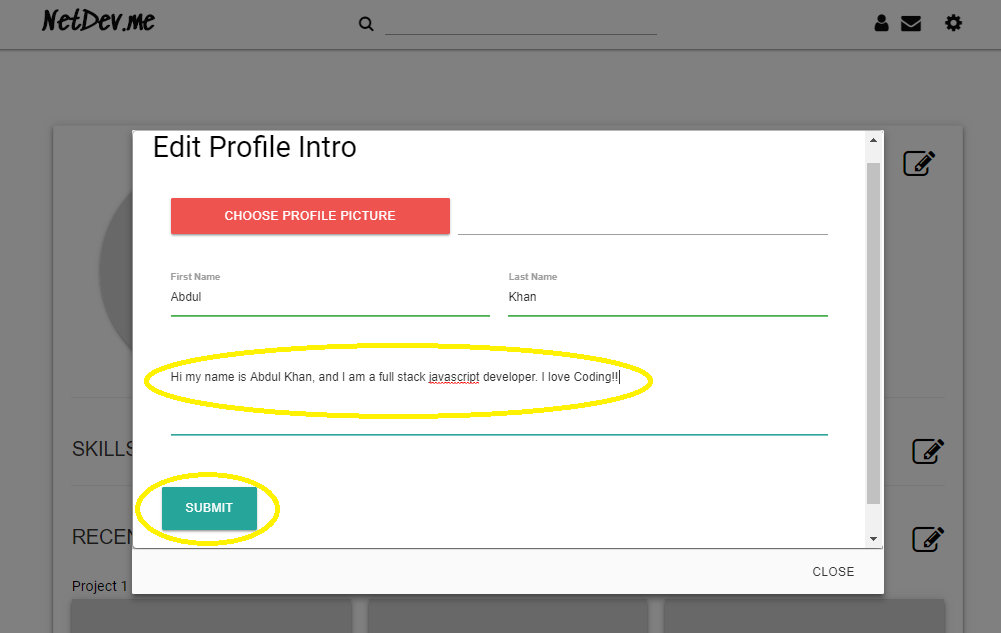 NetDev.me
Edit Profile Intro
CHOOSE PROFILE PICTURE
First Name
Last Name
Abdul
Khan
Hi my name is Abdul Khan, and I am a full stack javascript developer. I love Coding!!
SKILLS
SUBMIT
RECEN
CLOSE
Project 1